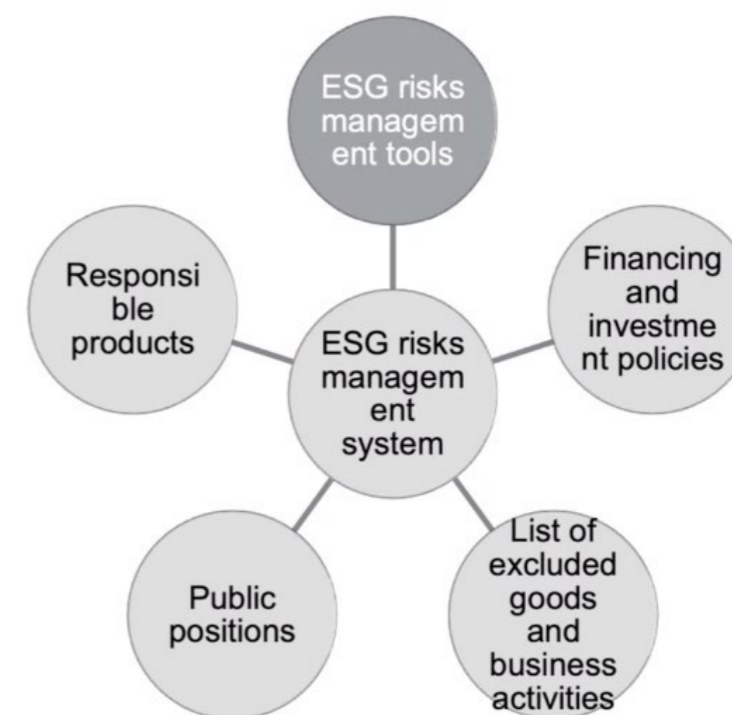 ESG risks
managem
ent tools
Responsi
ble
products
Financing
and
investme
nt policies
ESG risks
managem
ent
system
Public
positions
List of
excluded
goods
and
business
activities